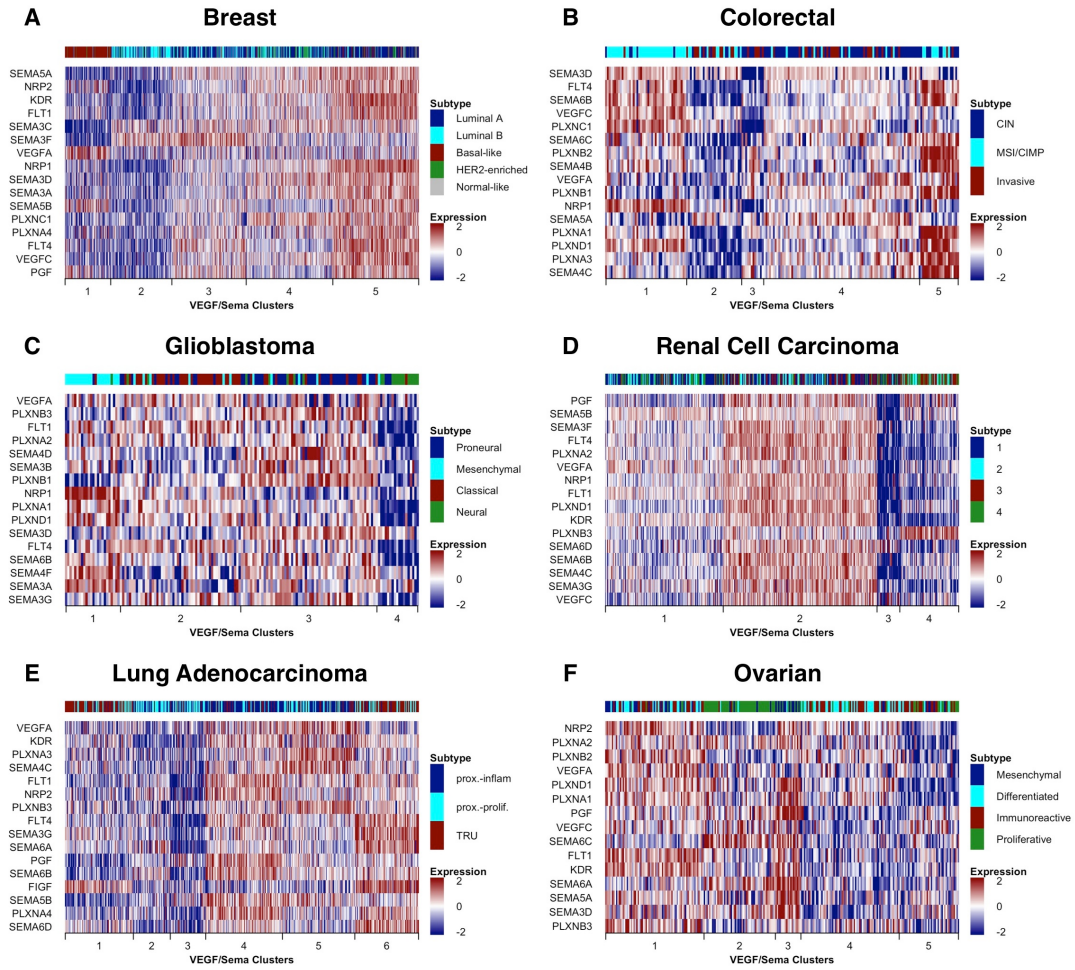 A
Breast
SEMA5A
NRP2
KDR
FLT1
SEMA3C
SEMA3F
VEGFA
NRP1
SEMA3D
SEMA3A
SEMA5B
PLXNC1
PLXNA4
FLT4
VEGFC
PGF
1 2 3 4 5
VEGF/Sema Clusters
Subtype
Luminal A
Luminal B
Basal-like
HER2-enriched
Normal-like
Expression
2
0
-2
B
Colorectal
SEMA3D
FLT4
SEMA6B
VEGFC
PLXNC1
SEMA6C
PLXNB2
SEMA4B
VEGFA
PLXNB1
NRP1
SEMA5A
PLXNA1
PLXND1
PLXNA3
SEMA4C
1 2 3 4 5
VEGF/Sema Clusters
Subtype
CIN
MSI/CIMP
Invasive
Expression
2
0
-2
C
Glioblastoma
VEGFA
PLXNB3
FLT1
PLXNA2
SEMA4D
SEMA3B
PLXNB1
NRP1
PLXNA1
PLXND1
SEMA3D
FLT4
SEMA6B
SEMA4F
SEMA3A
SEMA3G
1 2 3 4
VEGF/Sema Clusters
Subtype
Proneural
Mesenchymal
Classical
Neural
Expression
2
0
-2
D
Renal Cell Carcinoma
PGF
SEMA5B
SEMA3F
FLT4
PLXNA2
VEGFA
NRP1
FLT1
PLXND1
KDR
PLXNB3
SEMA6D
SEMA6B
SEMA4C
SEMA3G
VEGFC
1 2 3 4
VEGF/Sema Clusters
Subtype
1
2
3
4
Expression
2
0
-2
E
Lung Adenocarcinoma
VEGFA
KDR
PLXNA3
SEMA4C
FLT1
NRP2
PLXNB3
FLT4
SEMA3G
SEMA6A
PGF
SEMA6B
FIGF
SEMA5B
PLXNA4
SEMA6D
1 2 3 4 5 6
VEGF/Sema Clusters
Subtype
prox.-inflam
prox.-prolif.
TRU
Expression
2
0
-2
F
Ovarian
NRP2
PLXNA2
PLXNB2
VEGFA
PLXND1
PLXNA1
PGF
VEGFC
SEMA6C
FLT1
KDR
SEMA6A
SEMA5A
SEMA3D
PLXNB3
1 2 3 4 5
VEGF/Sema Clusters
Subtype
Mesenchymal
Differentiated
Immunoreactive
Proliferative
Expression
2
0
-2